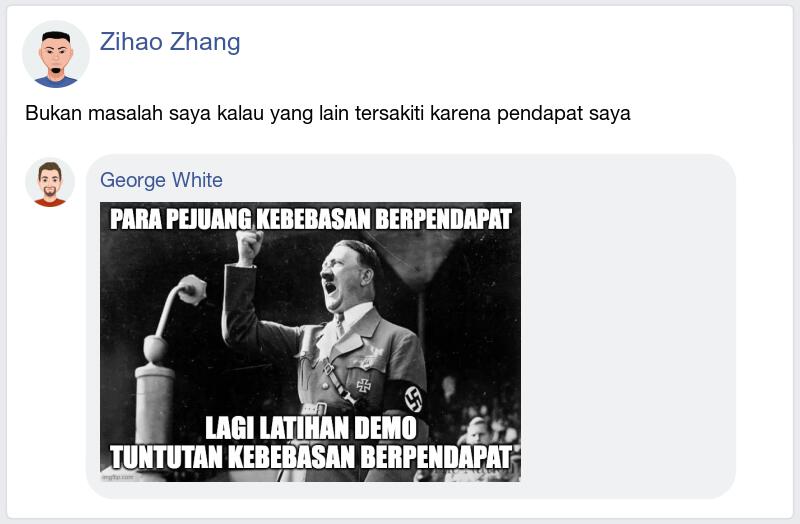 Zihao Zhang
Bukan masalah saya kalau yang lain tersakiti karena pendapat saya
George White
PARA PEJUANG KEBEBASAN BERPENDAPAT
LAGI LATIHAN DEMO
TUNTUTAN KEBEBASAN BERPENDAPAT
imgflip.com